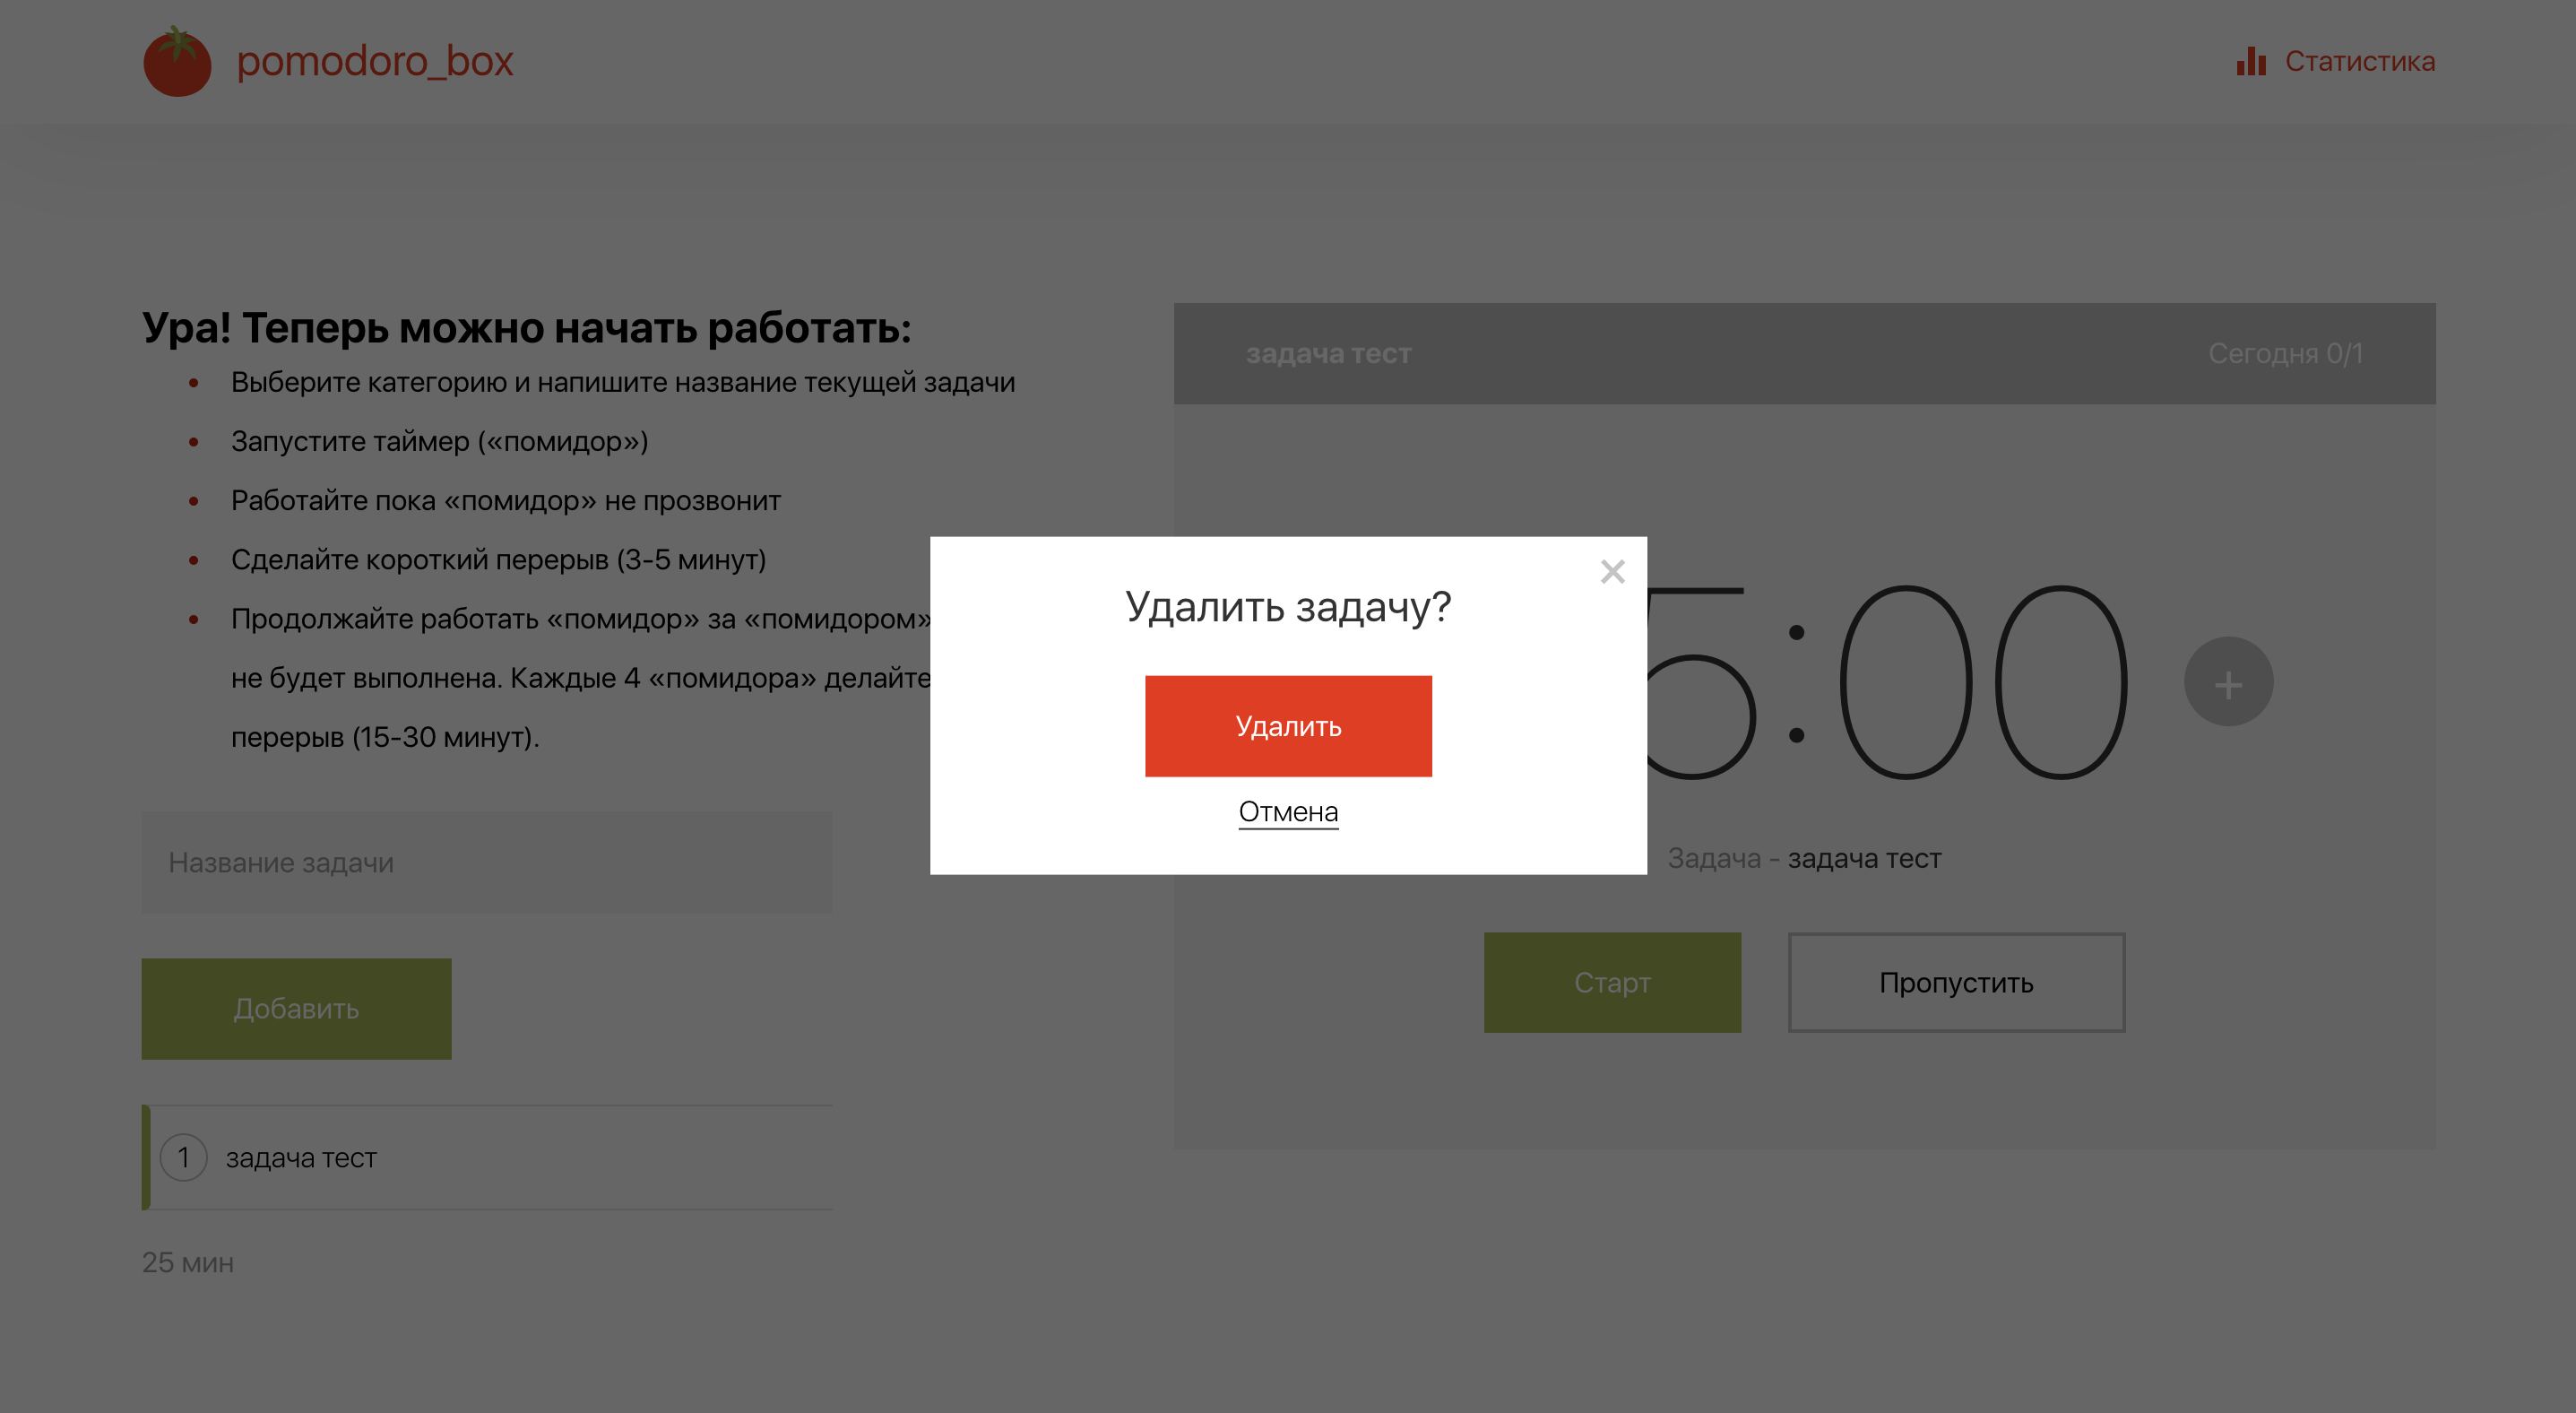 pomodoro_box
Статистика
Ура! Теперь можно начать работать:
Выберите категорию и напишите название текущей задачи
Запустите таймер («помидор»)
Работайте пока «помидор» не прозвонит
Сделайте короткий перерыв (3-5 минут)
Продолжайте работать «помидор» за «помидором»
не будет выполнена. Каждые 4 «помидора» делайте
перерыв (15-30 минут).
Название задачи
Добавить
1 задача тест
25 мин
Удалить задачу?
Удалить
Отмена
задача тест
Сегодня 0/1
5:00
+
Задача - задача тест
Старт
Пропустить